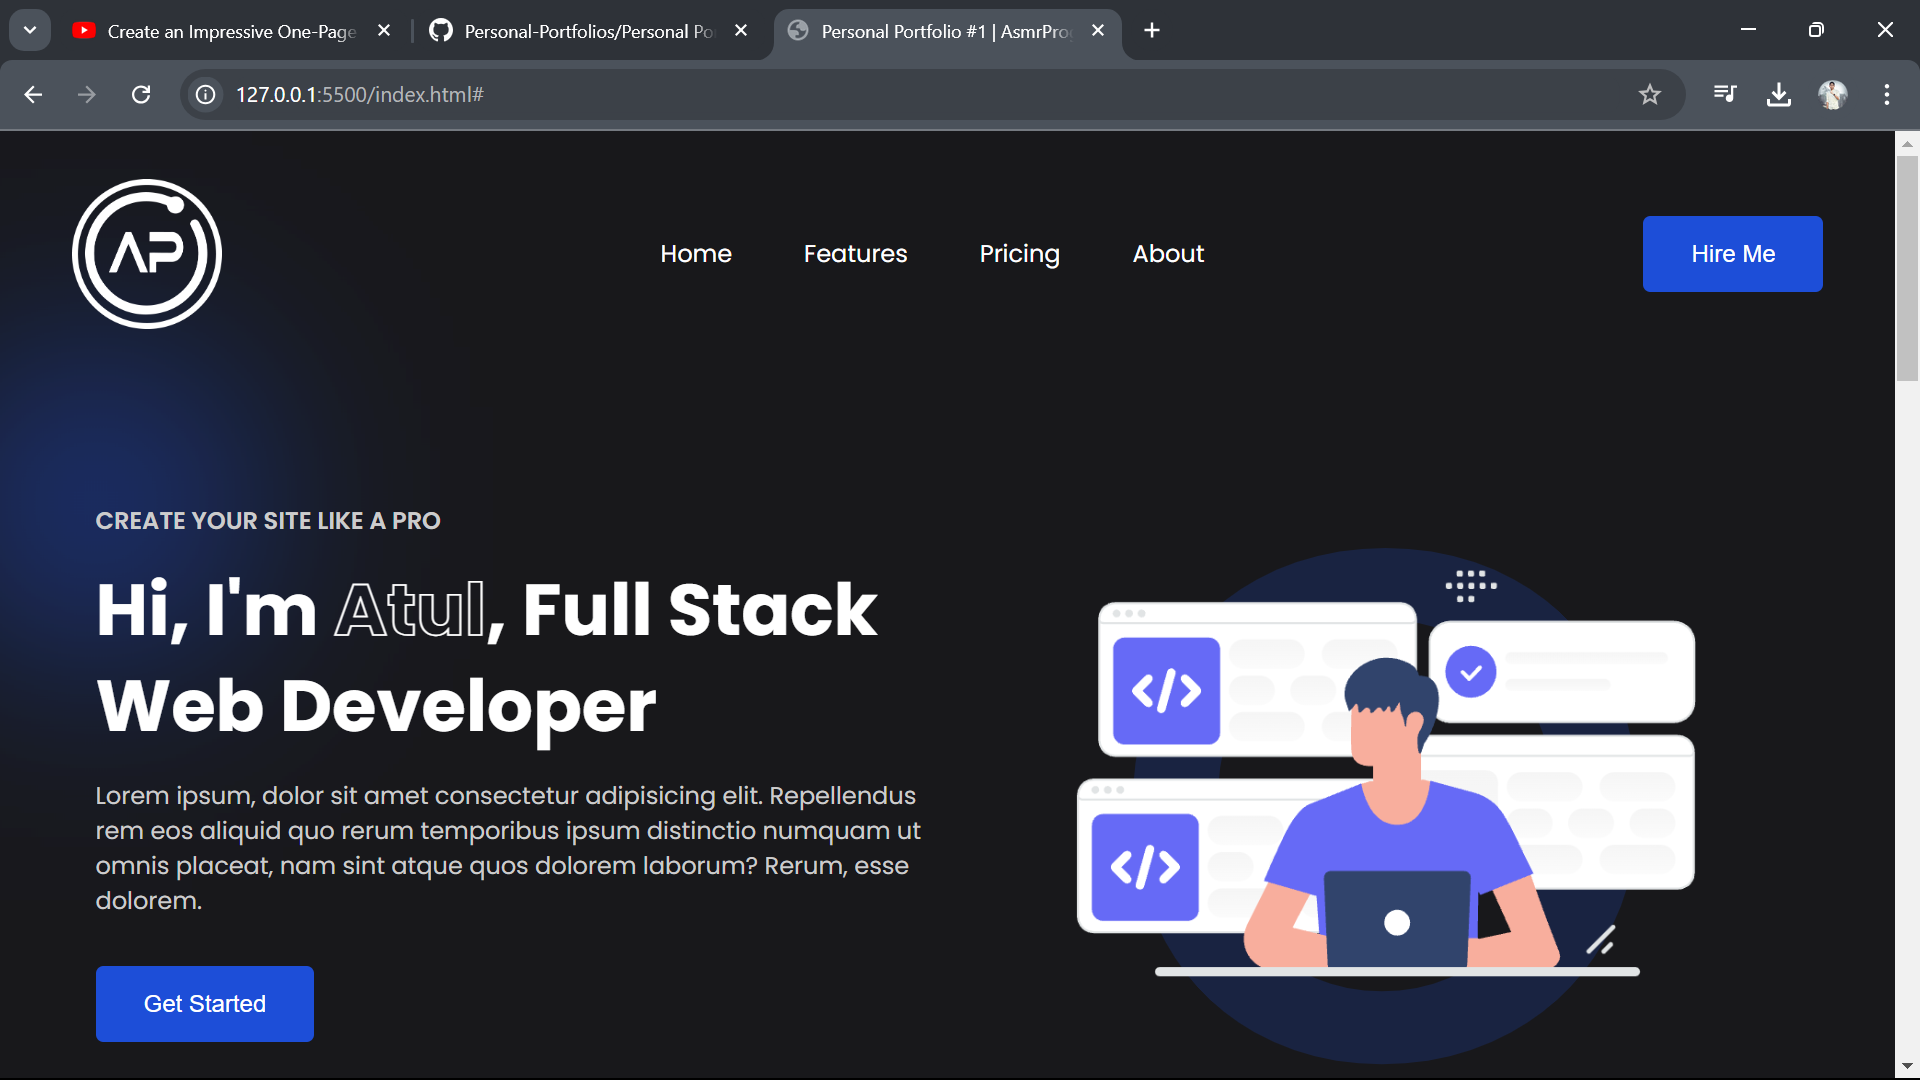 Create an Impressive One-Page
Personal-Portfolios/Personal Po
Personal Portfolio #1 | AsmrPro
127.0.0.1:5500/index.html#
AP
Home
Features
Pricing
About
Hire Me
CREATE YOUR SITE LIKE A PRO
Hi, I'm Atul, Full Stack
Web Developer
Lorem ipsum, dolor sit amet consectetur adipisicing elit. Repellendus
rem eos aliquid quo rerum temporibus ipsum distinctio numquam ut
omnis placeat, nam sint atque quos dolorem laborum? Rerum, esse
dolorem.
</>
</>
Get Started